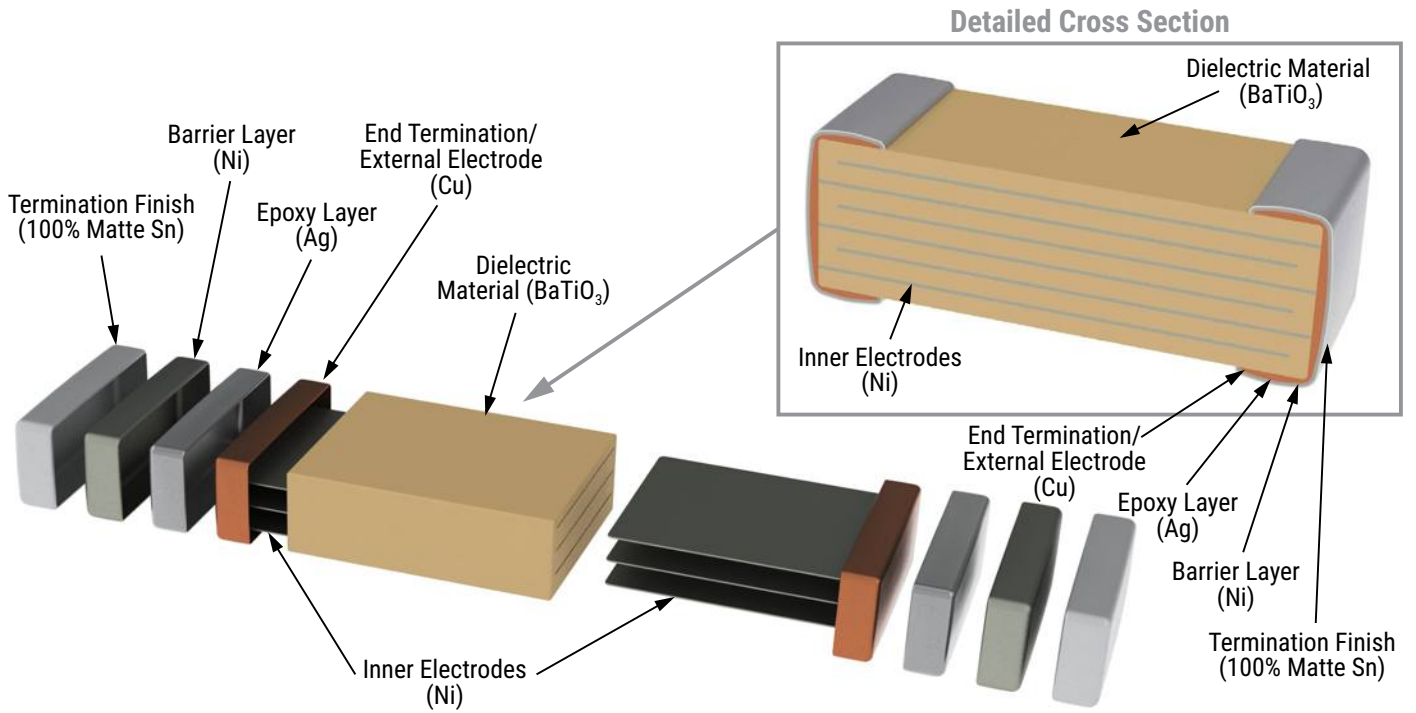 Detailed Cross Section
Dielectric Material
(BaTiO₃)
Inner Electrodes
(Ni)
End Termination/
External Electrode
(Cu)
Epoxy Layer
(Ag)
Barrier Layer
(Ni)
Termination Finish
(100% Matte Sn)
Termination Finish
(100% Matte Sn)
Barrier Layer
(Ni)
Epoxy Layer
(Ag)
End Termination/
External Electrode
(Cu)
Dielectric
Material (BaTiO₃)
Inner Electrodes
(Ni)